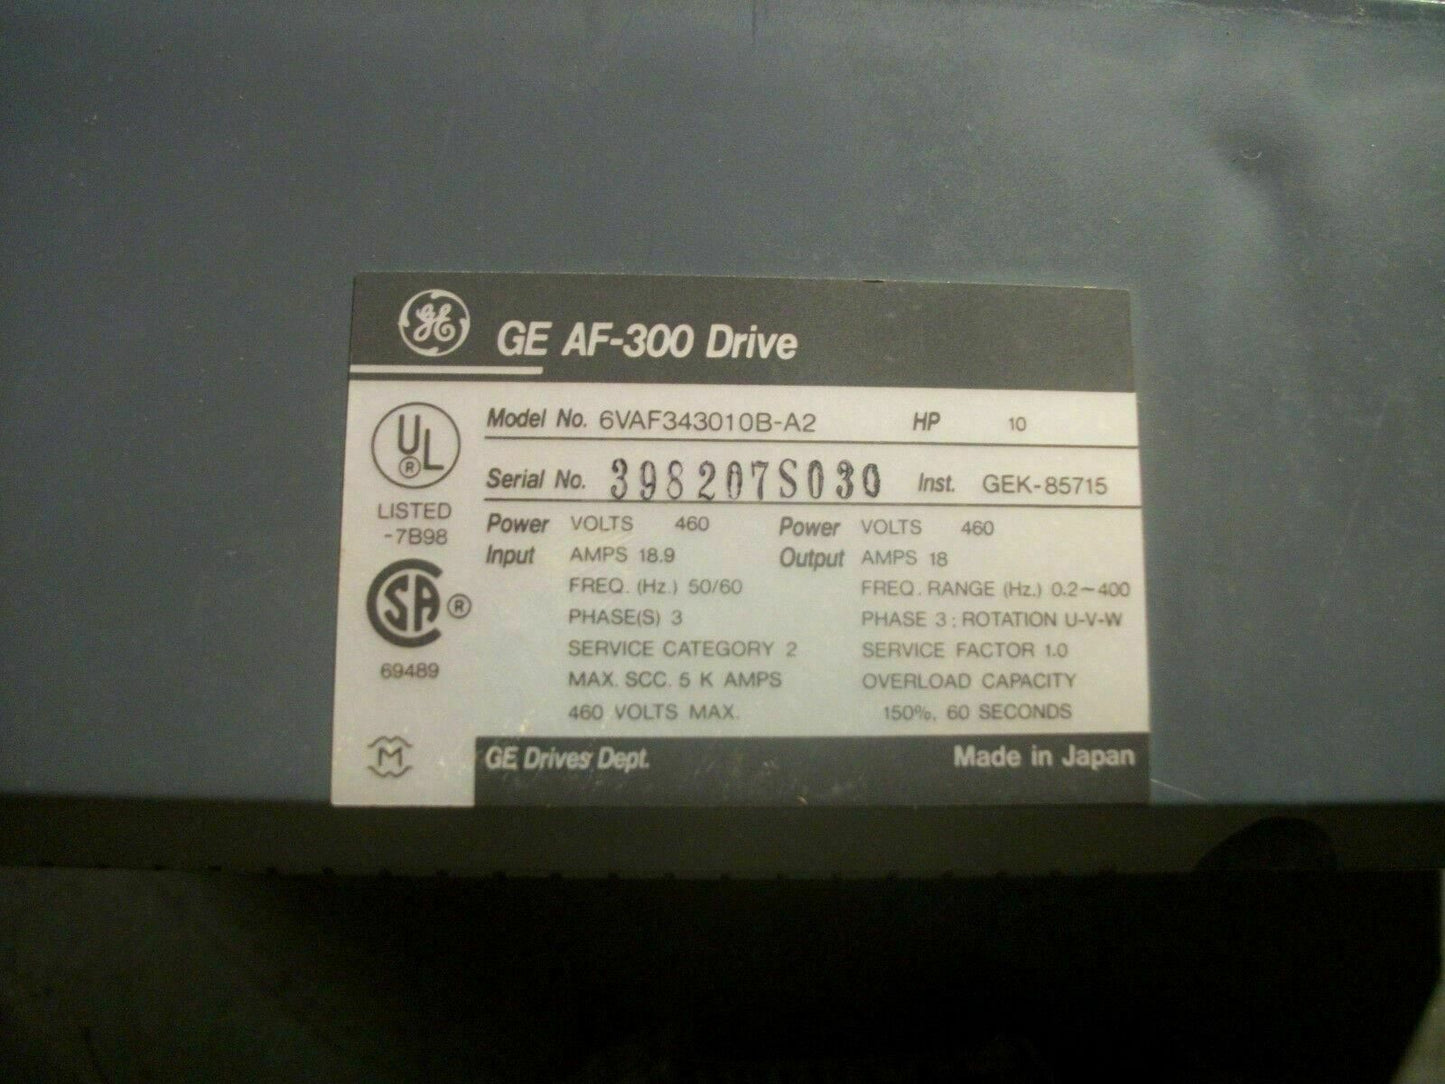 GE
GE AF-300 Drive
UL
®
LISTED
-7B98
SA ®
69489
M
Model No. 6VAF343010B-A2 HP 10
Serial No. 398207S030 Inst. GEK-85715
Power Input
VOLTS 460
AMPS 18.9
FREQ. (Hz.) 50/60
PHASE(S) 3
SERVICE CATEGORY 2
MAX. SCC. 5 K AMPS
460 VOLTS MAX.
Power Output
VOLTS 460
AMPS 18
FREQ. RANGE (Hz.) 0.2~400
PHASE 3 : ROTATION U-V-W
SERVICE FACTOR 1.0
OVERLOAD CAPACITY
150%, 60 SECONDS
GE Drives Dept. Made in Japan